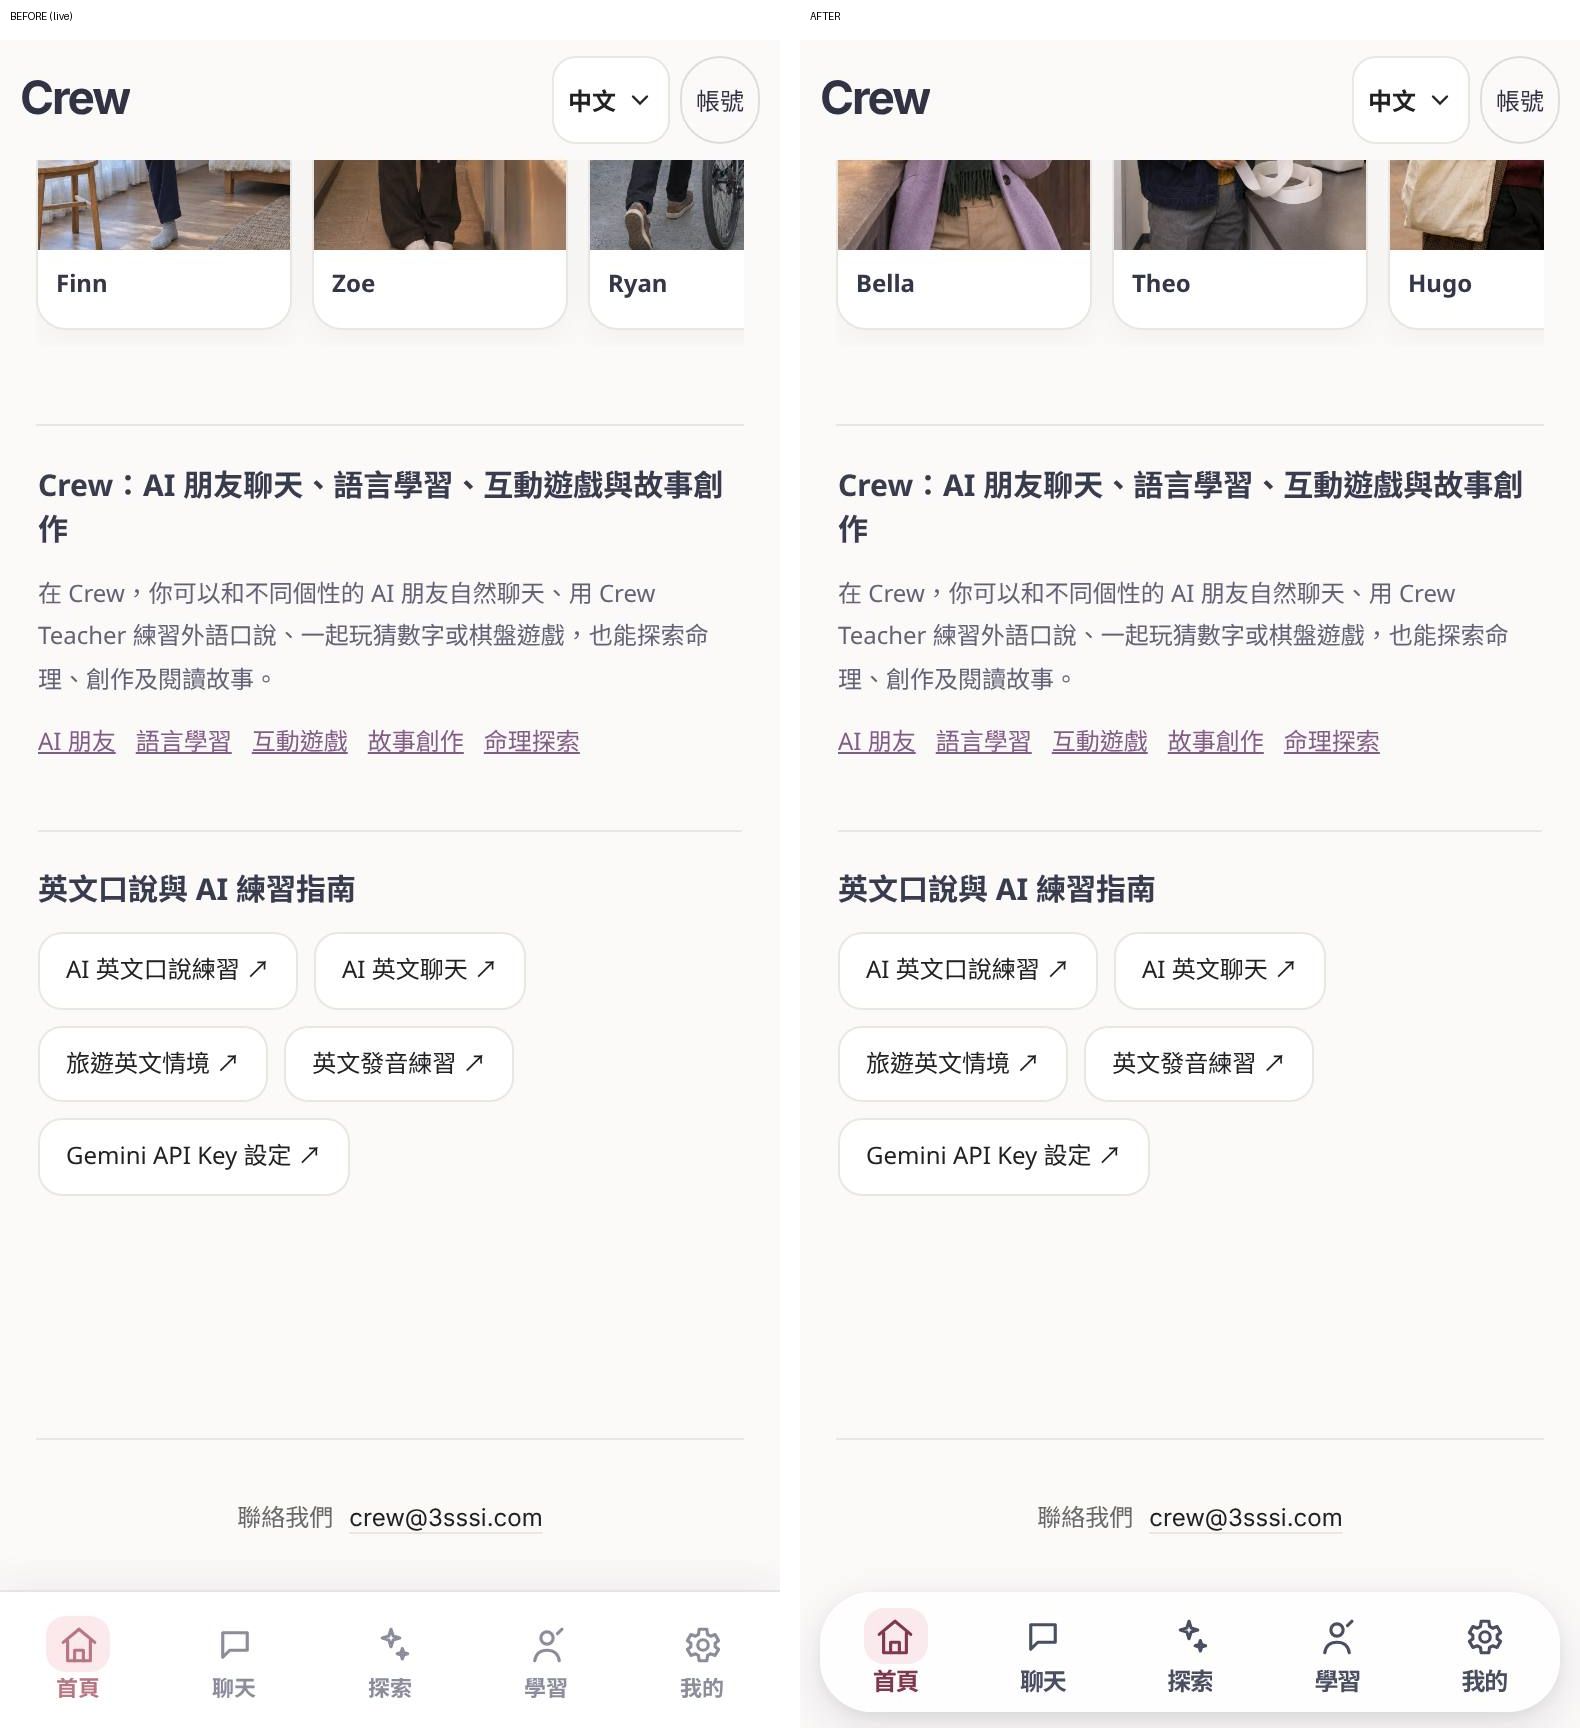 BEFORE (live)
Crew
中文
帳號
Finn
Zoe
Ryan
Crew：AI 朋友聊天、語言學習、互動遊戲與故事創
作
在 Crew，你可以和不同個性的 AI 朋友自然聊天、用 Crew
Teacher 練習外語口說、一起玩猜數字或棋盤遊戲，也能探索命
理、創作及閱讀故事。
AI 朋友 語言學習 互動遊戲 故事創作 命理探索
英文口說與 AI 練習指南
AI 英文口說練習 ↗
AI 英文聊天 ↗
旅遊英文情境 ↗
英文發音練習 ↗
Gemini API Key 設定 ↗
聯絡我們 crew@3sssi.com
首頁
聊天
探索
學習
我的
AFTER
Crew
中文
帳號
Bella
Theo
Hugo
Crew：AI 朋友聊天、語言學習、互動遊戲與故事創
作
在 Crew，你可以和不同個性的 AI 朋友自然聊天、用 Crew
Teacher 練習外語口說、一起玩猜數字或棋盤遊戲，也能探索命
理、創作及閱讀故事。
AI 朋友 語言學習 互動遊戲 故事創作 命理探索
英文口說與 AI 練習指南
AI 英文口說練習 ↗
AI 英文聊天 ↗
旅遊英文情境 ↗
英文發音練習 ↗
Gemini API Key 設定 ↗
聯絡我們 crew@3sssi.com
首頁
聊天
探索
學習
我的